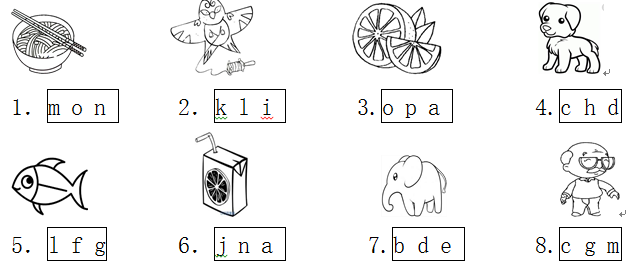 1. m o n 2. k l i 3. o p a 4. c h d
5. l f g 6. j n a 7. b d e 8. c g m